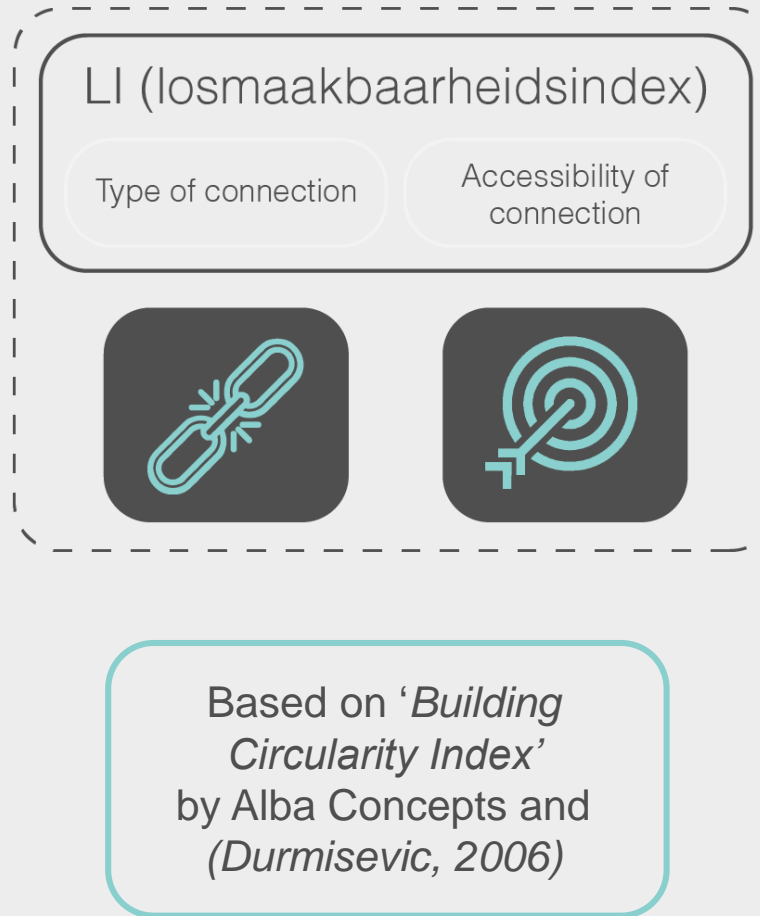 LI (losmaakbaarheidsindex)
Type of connection
Accessibility of
connection
Based on ‘Building
Circularity Index’
by Alba Concepts and
(Durmisevic, 2006)